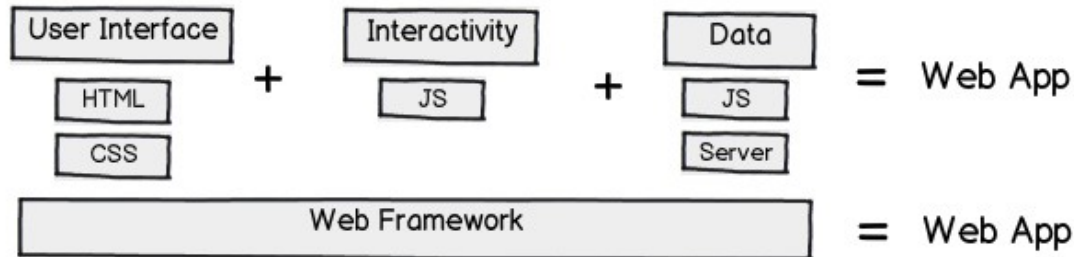 User Interface + Interactivity + Data = Web App
HTML JS JS
CSS Server
Web Framework = Web App